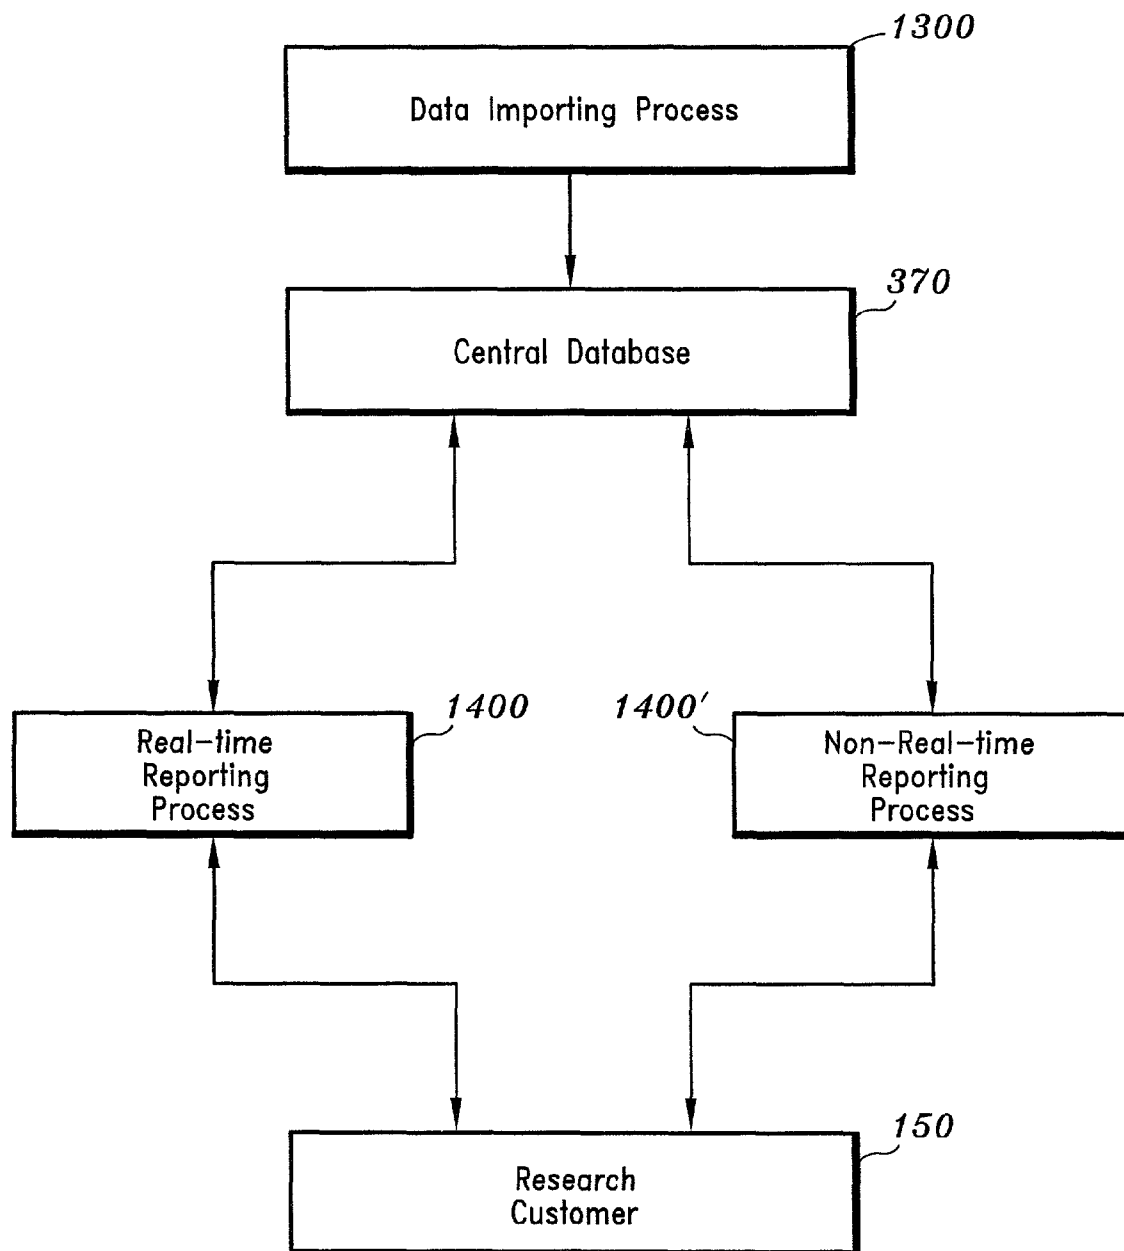 1300
Data Importing Process
370
Central Database
1400
1400'
Real-time
Reporting
Process
Non-Real-time
Reporting
Process
150
Research
Customer